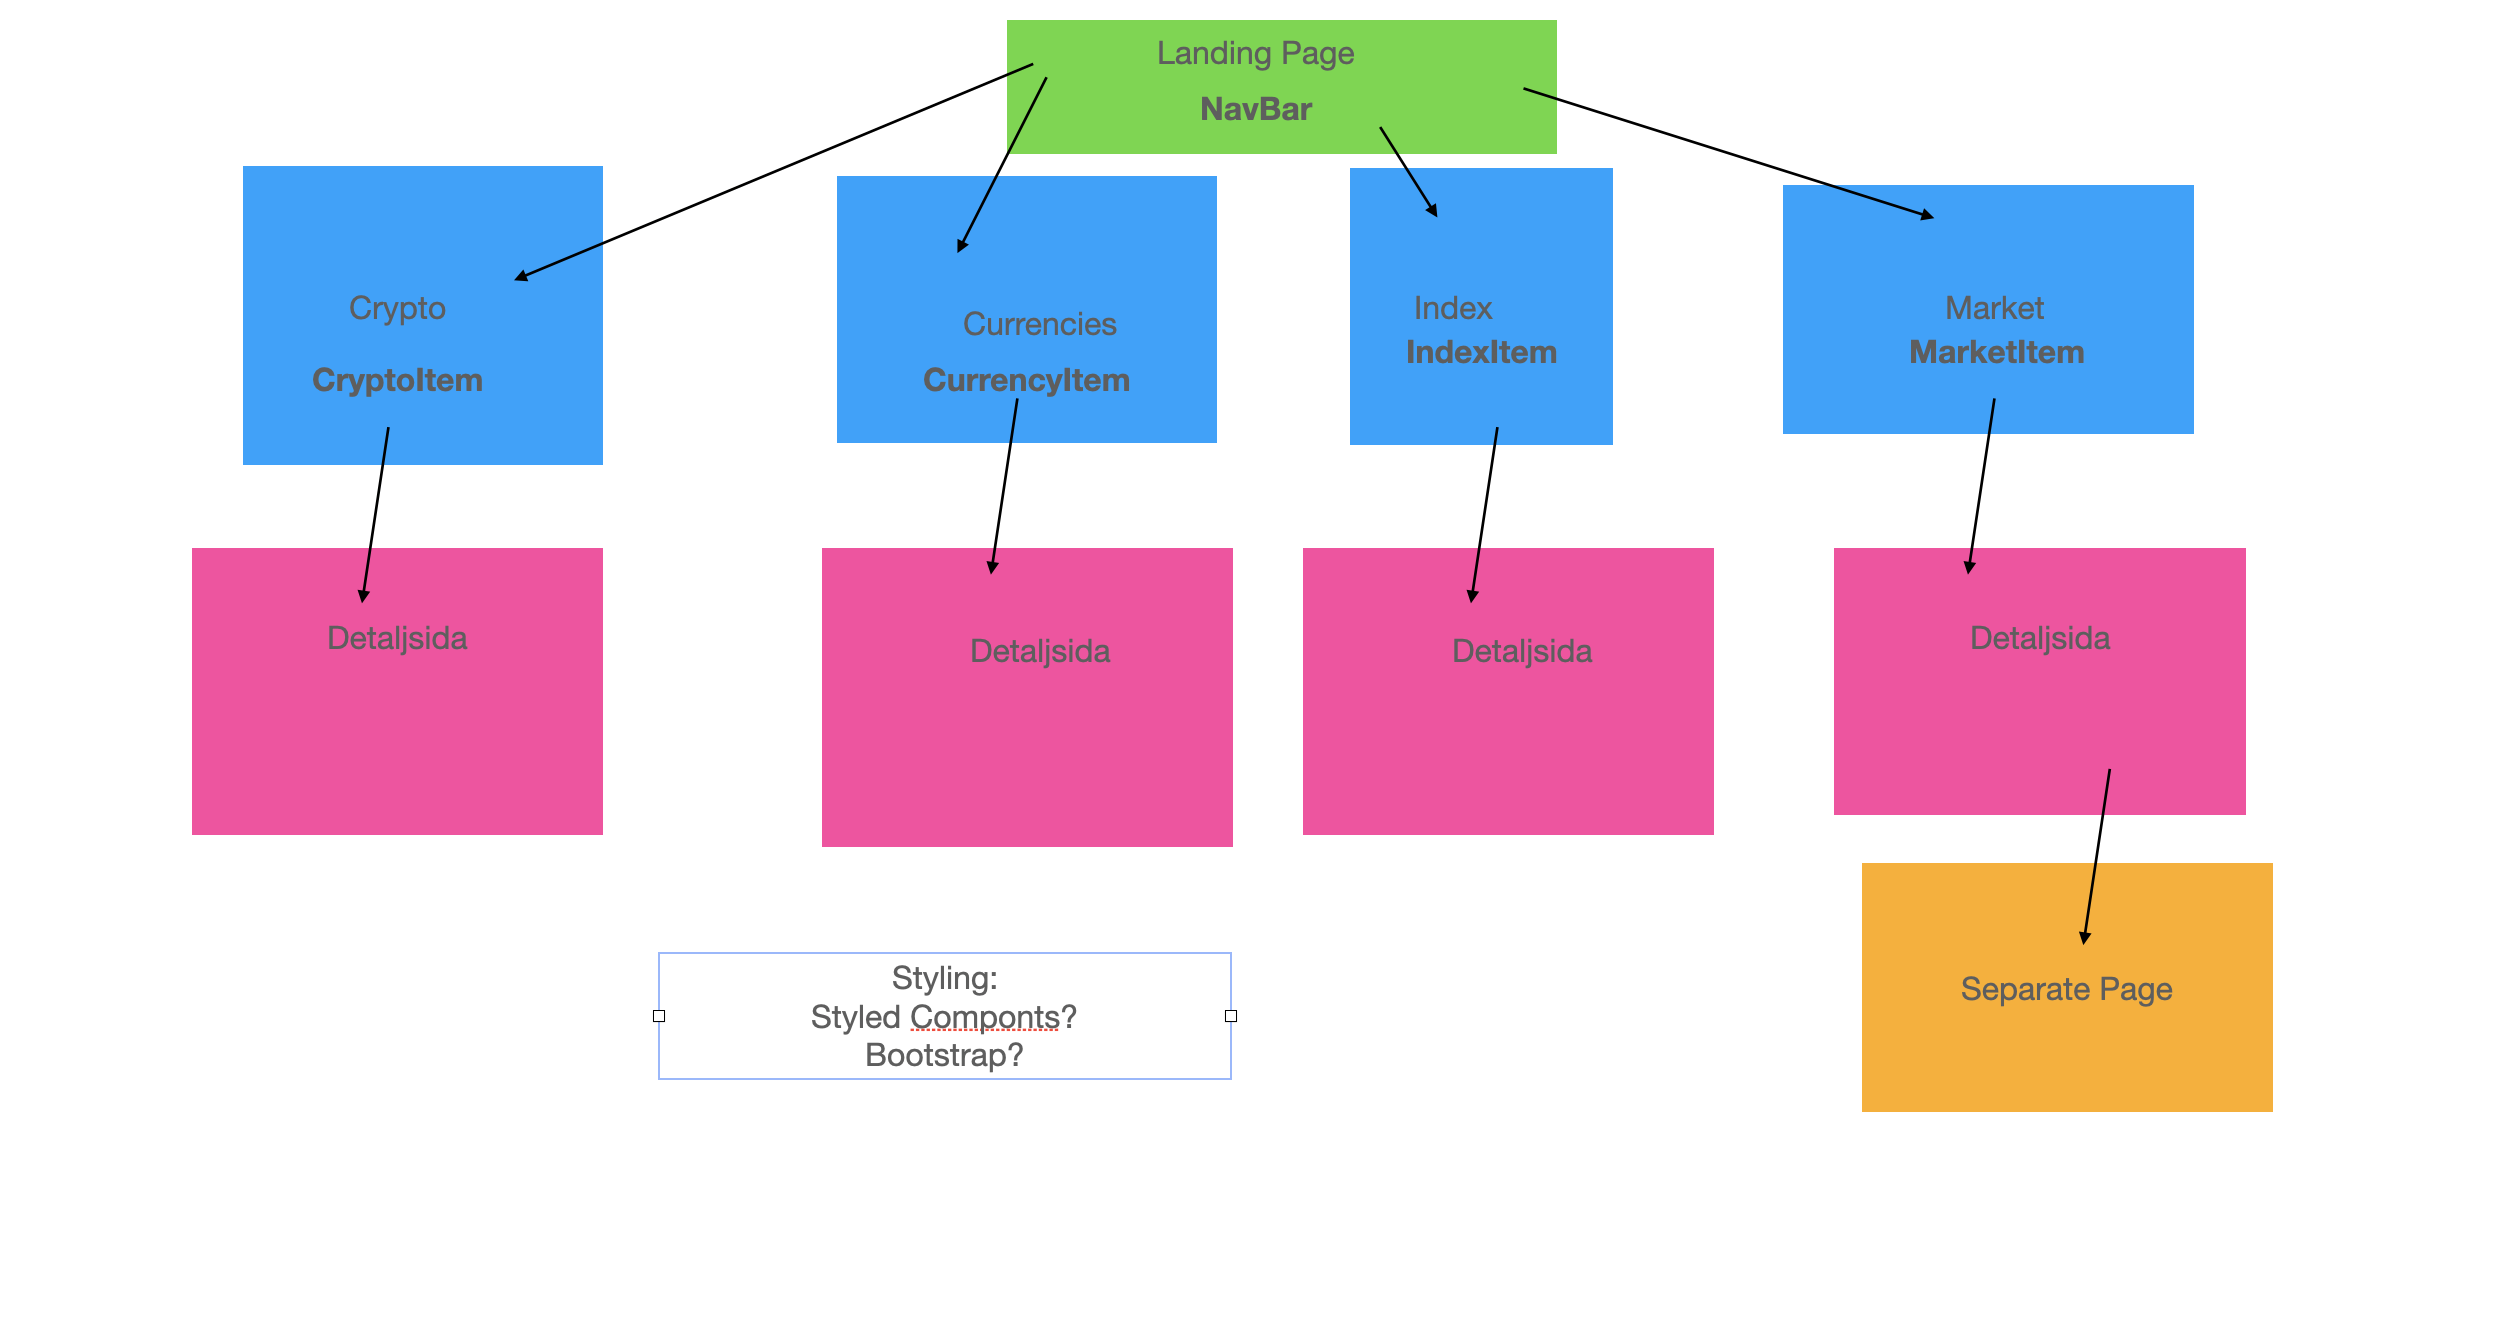 Landing Page
NavBar
Crypto
CryptoItem
Currencies
CurrencyItem
Index
IndexItem
Market
MarketItem
Detaljsida
Detaljsida
Detaljsida
Detaljsida
Separate Page
Styling:
Styled Componts?
Bootstrap?